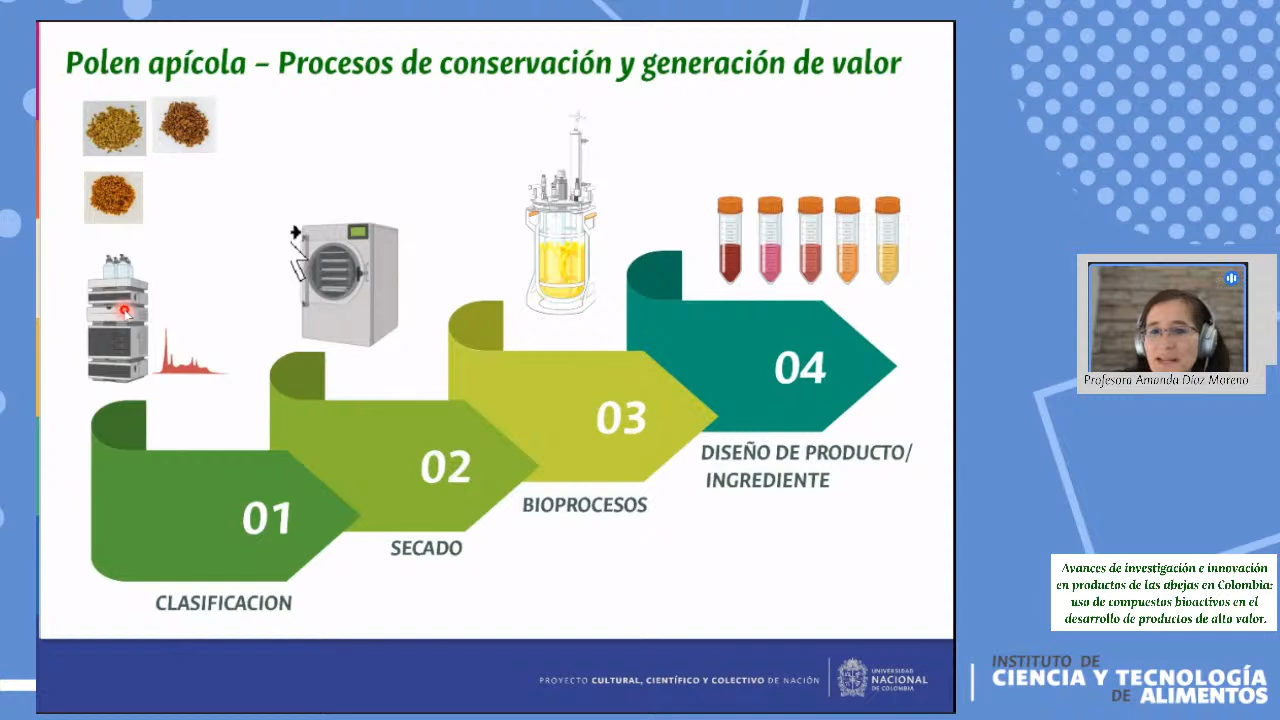 Polen apícola – Procesos de conservación y generación de valor
01
02
03
04
CLASIFICACION
SECADO
BIOPROCESOS
DISEÑO DE PRODUCTO/
INGREDIENTE
PROYECTO CULTURAL, CIENTÍFICO Y COLECTIVO DE NACIÓN
UNIVERSIDAD
NACIONAL
DE COLOMBIA
Profesora Amanda Díaz Moreno
Avances de investigación e innovación
en productos de las abejas en Colombia:
uso de compuestos bioactivos en el
desarrollo de productos de alto valor.
INSTITUTO DE
CIENCIA Y TECNOLOGÍA
DE ALIMENTOS